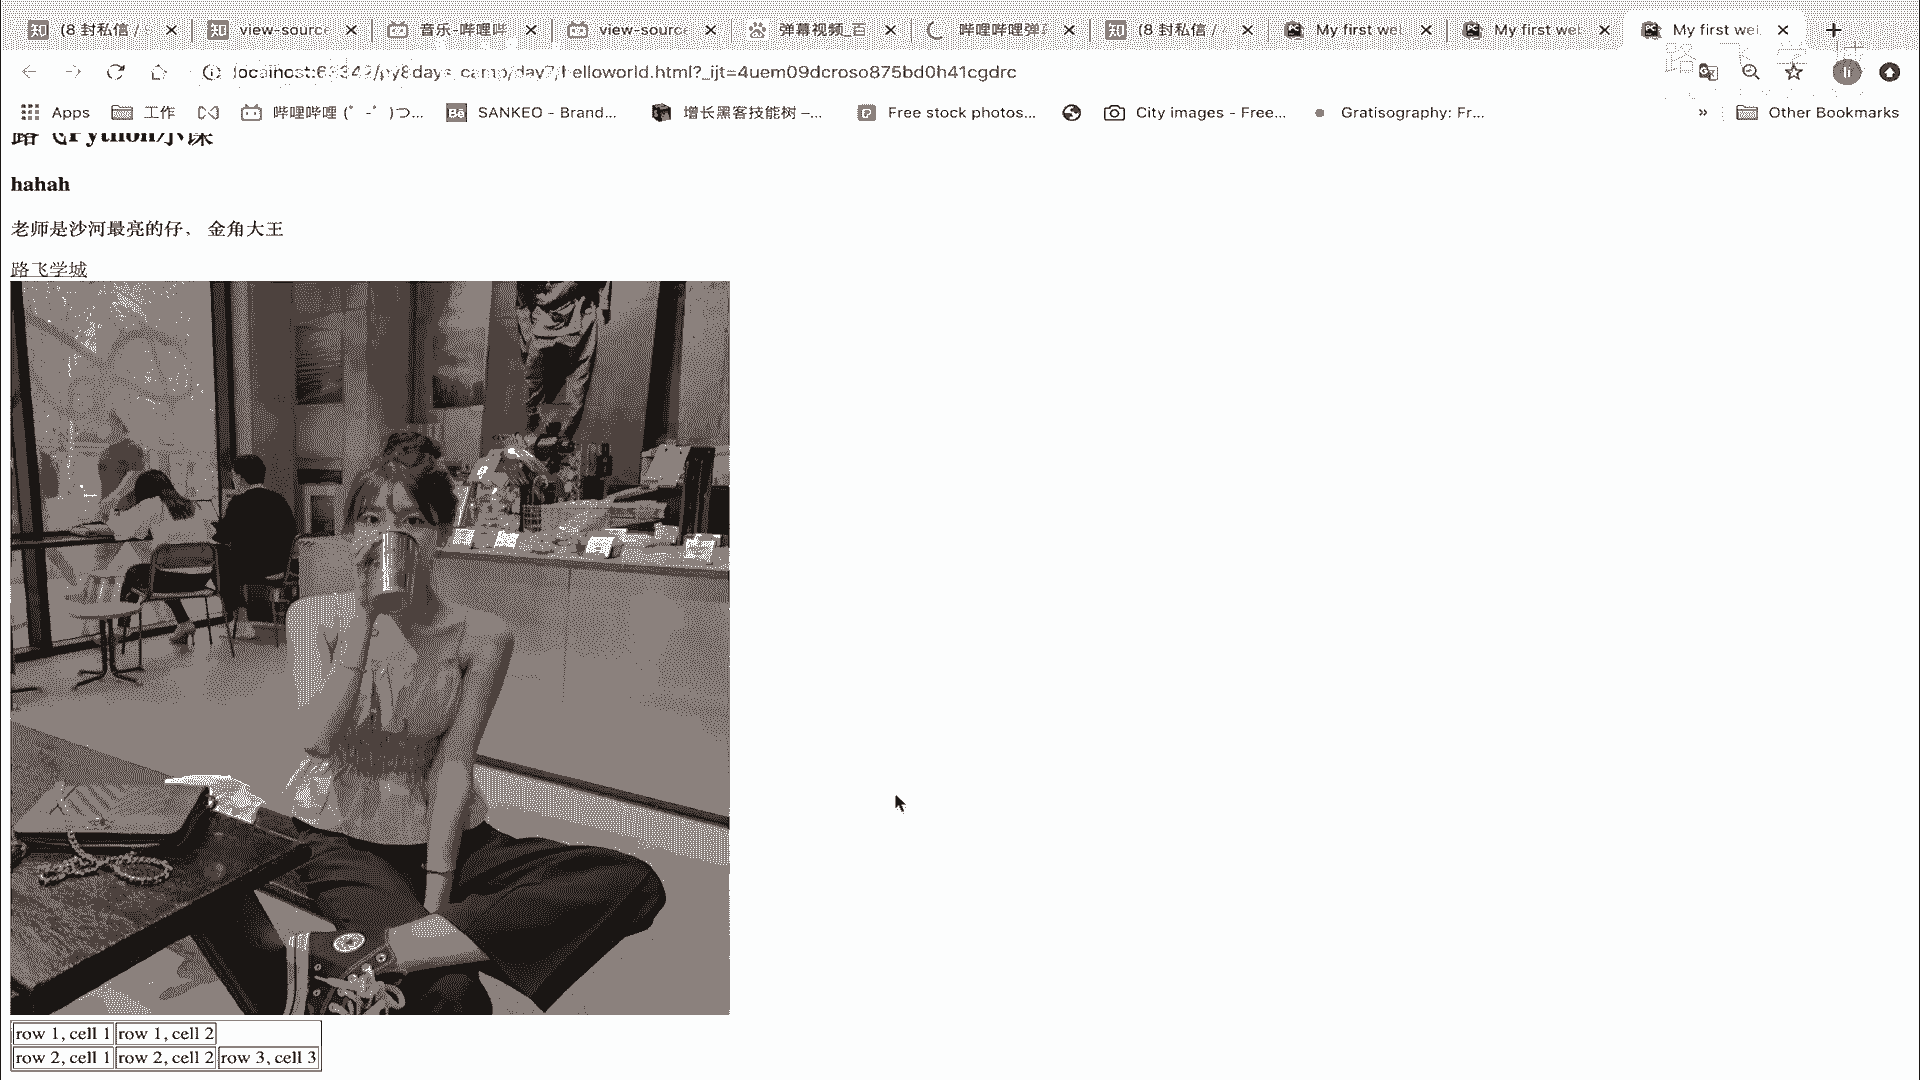 (8 封私信 / view-source 音乐-哔哩哔 view-source 弹幕视频_百 哔哩哔哩弹 (8 封私信 / My first we My first we My first we
localhost:63342/py8days_camp/day7/helloworld.html?_ijt=4uem09dcroso875bd0h41cgdrc
Apps 工作 哔哩哔哩 (゜-゜)つ... SANKEO - Brand... 增长黑客技能树 –... Free stock photos... City images - Free... Gratisography: Fr... » Other Bookmarks
路飞Python小课
hahah
老师是沙河最亮的仔， 金角大王
路飞学城
row 1, cell 1 row 1, cell 2
row 2, cell 1 row 2, cell 2 row 3, cell 3